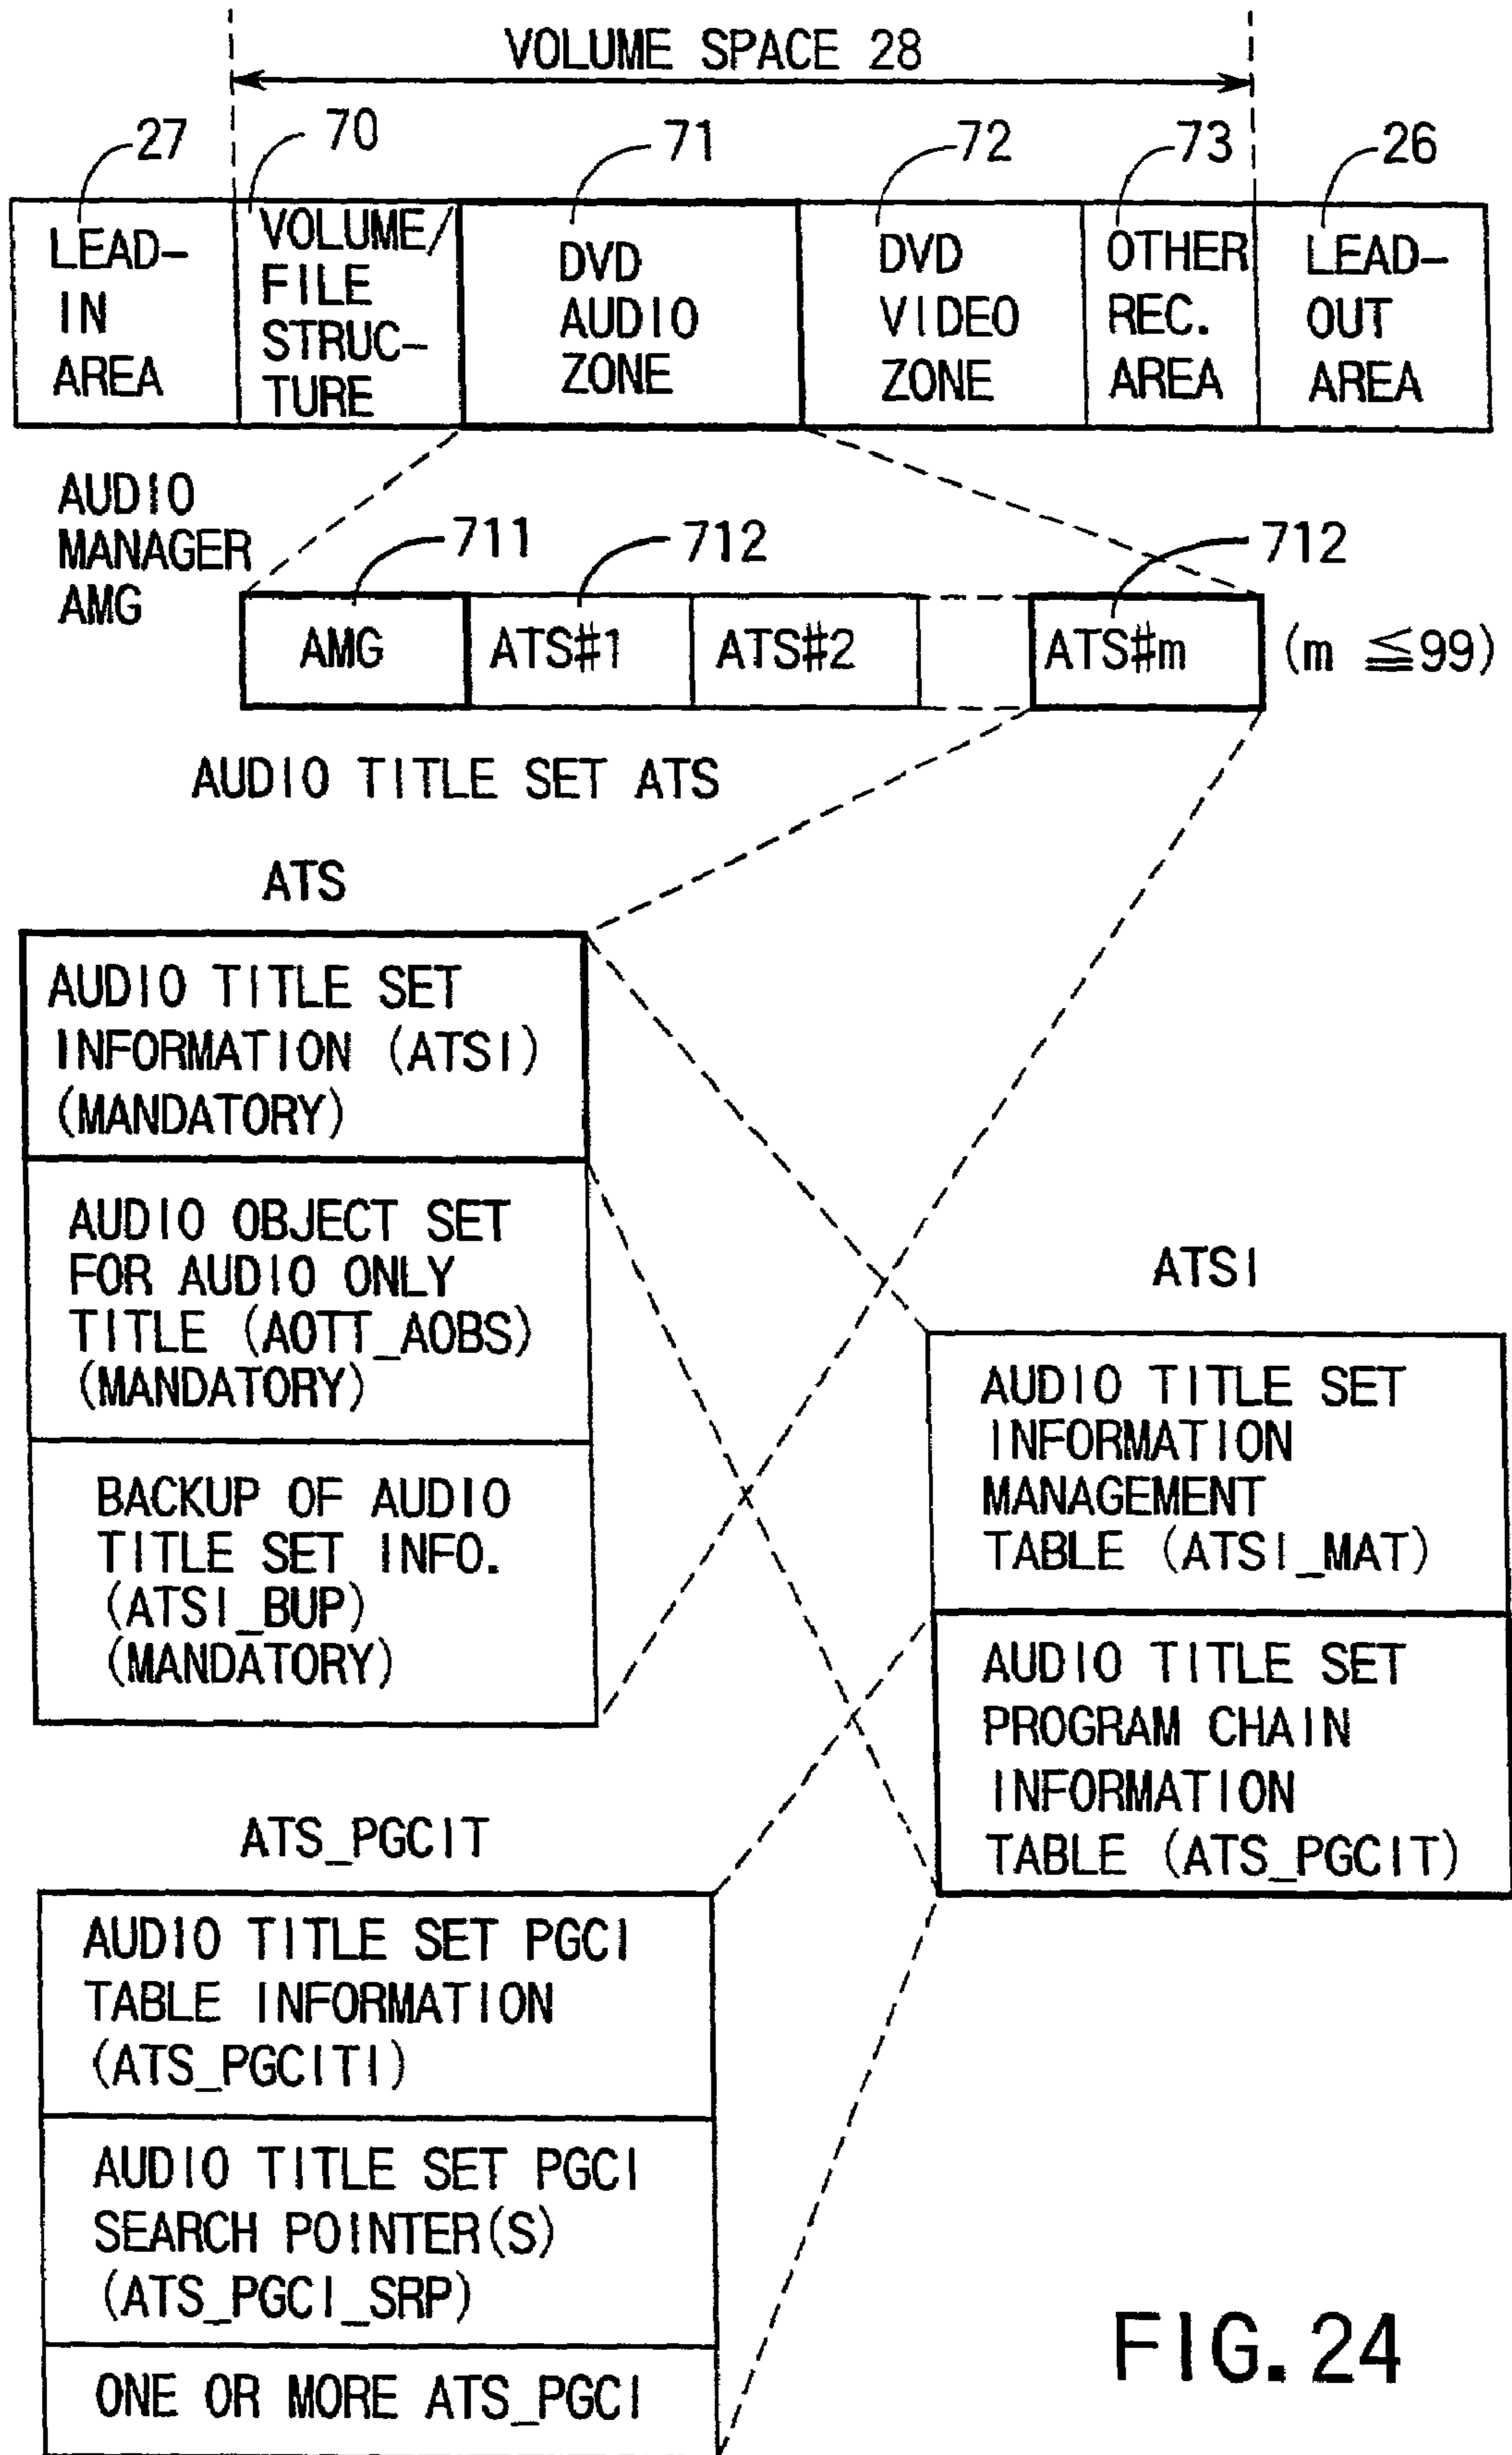 VOLUME SPACE 28
27
70
71
72
73
26
LEAD-
IN
AREA
VOLUME/
FILE
STRUC-
TURE
DVD
AUDIO
ZONE
DVD
VIDEO
ZONE
OTHER
REC.
AREA
LEAD-
OUT
AREA
AUDIO
MANAGER
AMG
711
712
712
AMG
ATS#1
ATS#2
ATS#m
(m ≦99)
AUDIO TITLE SET ATS
ATS
AUDIO TITLE SET
INFORMATION (ATSI)
(MANDATORY)
AUDIO OBJECT SET
FOR AUDIO ONLY
TITLE (AOTT_AOBS)
(MANDATORY)
BACKUP OF AUDIO
TITLE SET INFO.
(ATSI_BUP)
(MANDATORY)
ATSI
AUDIO TITLE SET
INFORMATION
MANAGEMENT
TABLE (ATSI_MAT)
AUDIO TITLE SET
PROGRAM CHAIN
INFORMATION
TABLE (ATS_PGCIT)
ATS_PGCIT
AUDIO TITLE SET PGCI
TABLE INFORMATION
(ATS_PGCITI)
AUDIO TITLE SET PGCI
SEARCH POINTER(S)
(ATS_PGCI_SRP)
ONE OR MORE ATS_PGCI
FIG. 24